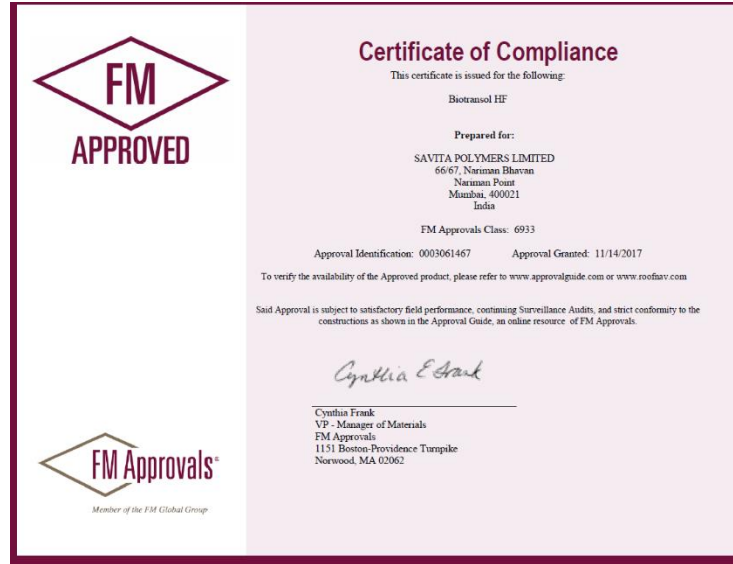 FM
APPROVED
Certificate of Compliance
This certificate is issued for the following:
Biotransol HF
Prepared for:
SAVITA POLYMERS LIMITED
66/67, Nariman Bhavan
Nariman Point
Mumbai, 400021
India
FM Approvals Class: 6933
Approval Identification: 0003061467 Approval Granted: 11/14/2017
To verify the availability of the Approved product, please refer to www.approvalguide.com or www.roofnav.com
Said Approval is subject to satisfactory field performance, continuing Surveillance Audits, and strict conformity to the
constructions as shown in the Approval Guide, an online resource of FM Approvals.
Cynthia E Frank
Cynthia Frank
VP - Manager of Materials
FM Approvals
1151 Boston-Providence Turnpike
Norwood, MA 02062
FM Approvals®
Member of the FM Global Group